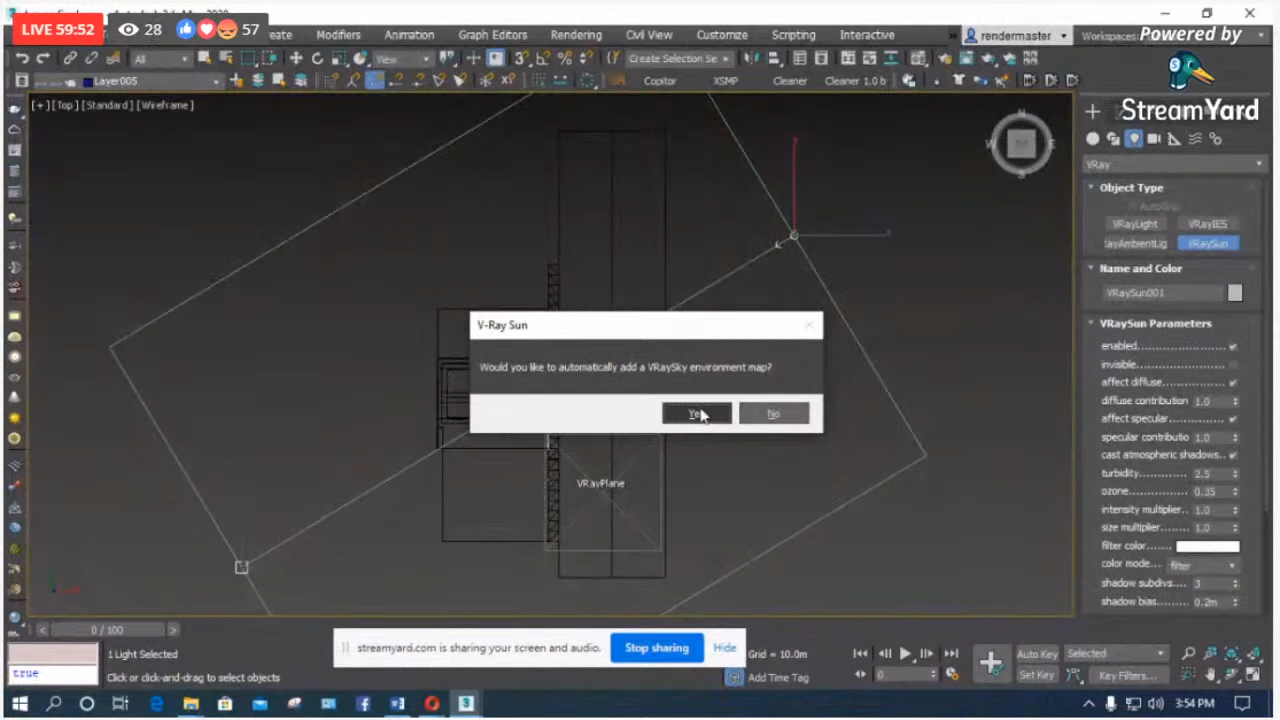 LIVE 59:52 28 57
Modifiers Animation Graph Editors Rendering Civil View Customize Scripting Interactive
rendermaster Workspaces:
Powered by
StreamYard
All View Create Selection Se
Layer005 Copitor XSMP Cleaner Cleaner 1.0 b
[+] [Top] [Standard] [Wireframe]
N
W E
S
VRay
Object Type
AutoGrid
VRayLight VRayIES
rayAmbientLig VRaySun
Name and Color
VRaySun001
VRaySun Parameters
enabled
invisible
affect diffuse
diffuse contribution 1.0
affect specular
specular contributio 1.0
cast atmospheric shadows
turbidity 2.5
ozone 0.35
intensity multiplier 1.0
size multiplier 1.0
filter color
color mode filter
shadow subdivs 3
shadow bias 0.2m
V-Ray Sun
Would you like to automatically add a VRaySky environment map?
Yes No
VRayPlane
0 / 100
streamyard.com is sharing your screen and audio. Stop sharing Hide
1 Light Selected
true
Click or click-and-drag to select objects
Grid = 10.0m
Add Time Tag
0
Auto Key Selected
Set Key Key Filters...
3:54 PM